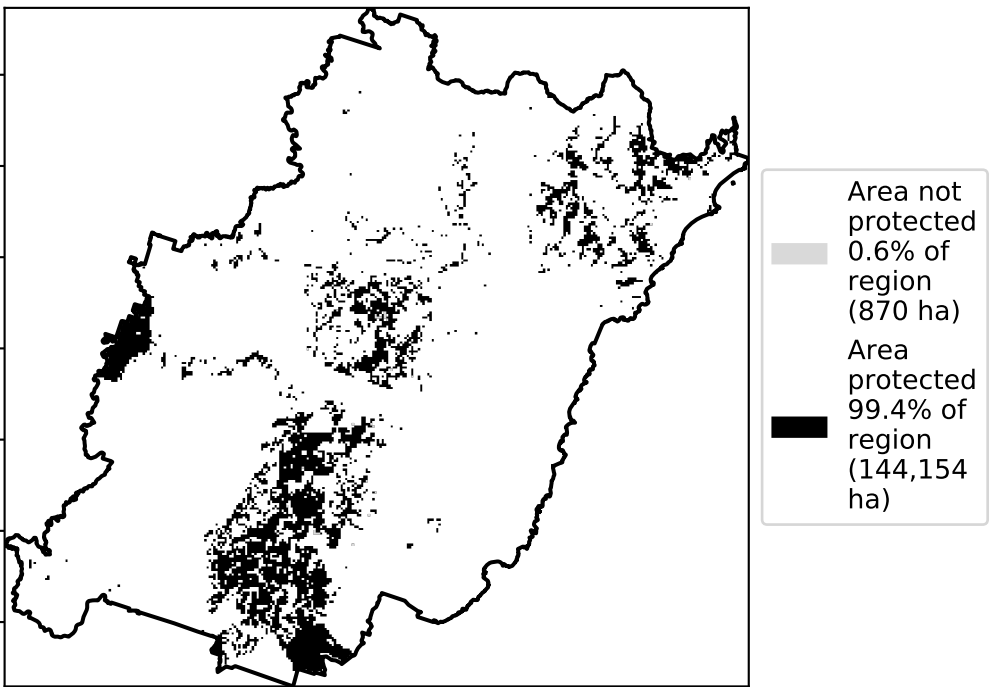 Area not
protected
0.6% of
region
(870 ha)
Area
protected
99.4% of
region
(144,154
ha)